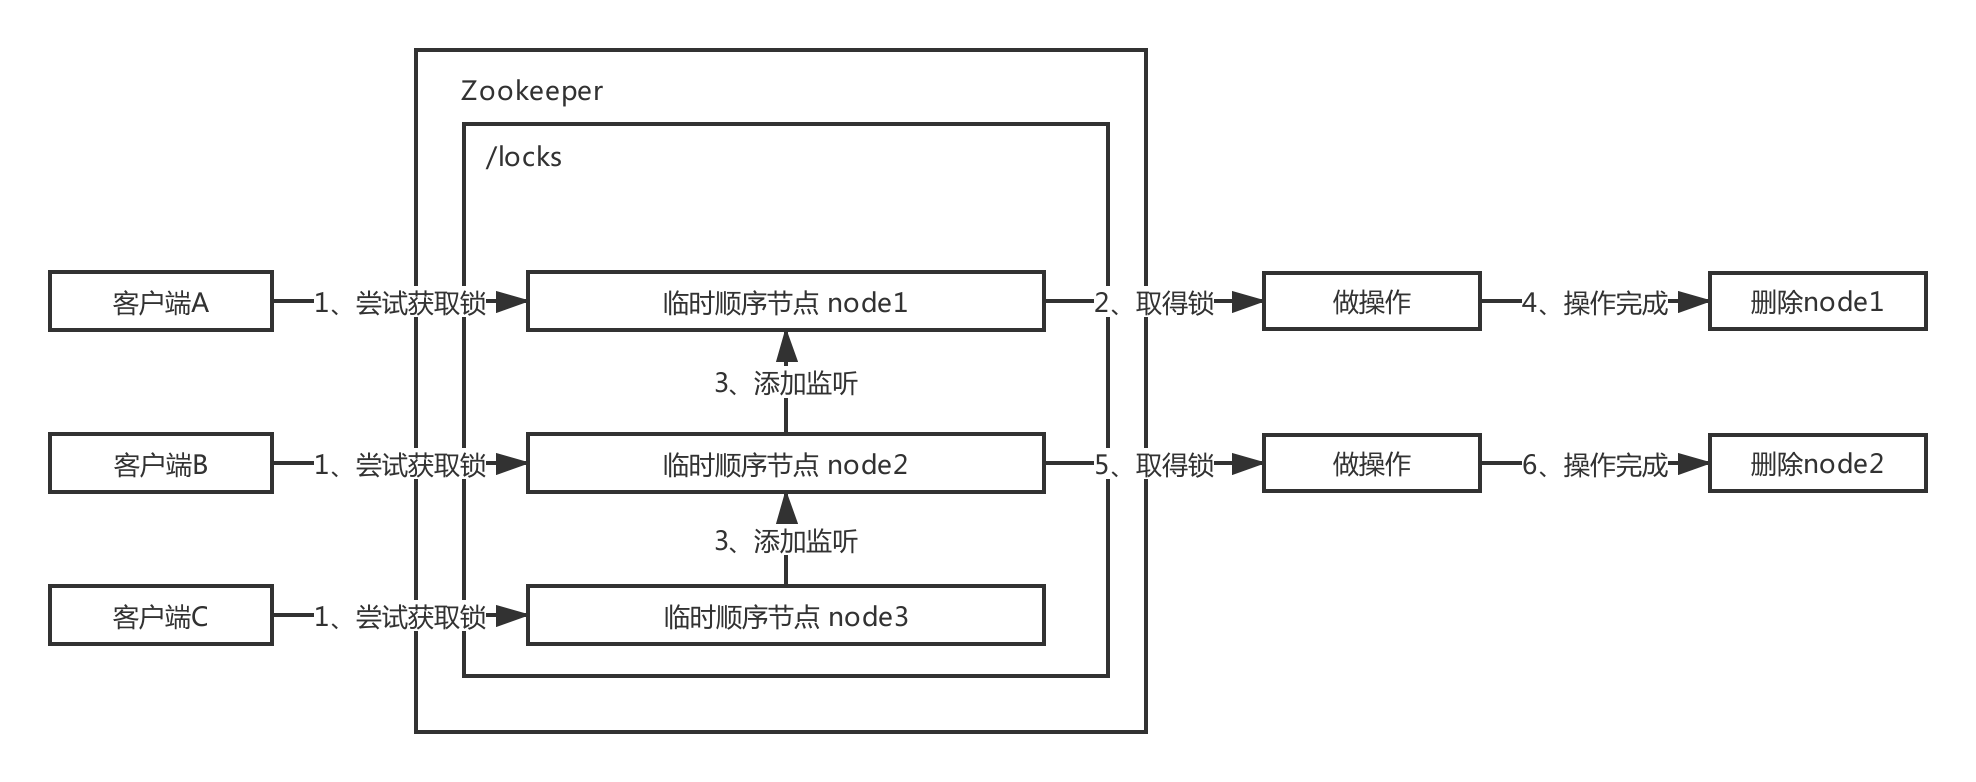 Zookeeper
/locks
客户端A
1、尝试获取锁
临时顺序节点 node1
2、取得锁
做操作
4、操作完成
删除node1
3、添加监听
客户端B
1、尝试获取锁
临时顺序节点 node2
5、取得锁
做操作
6、操作完成
删除node2
3、添加监听
客户端C
1、尝试获取锁
临时顺序节点 node3